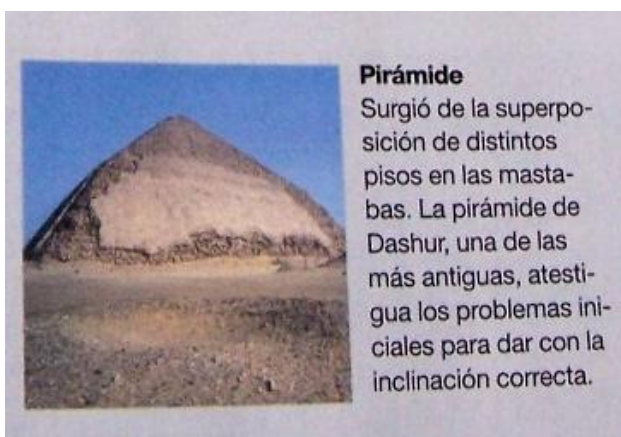 Pirámide
Surgió de la superpo-
sición de distintos
pisos en las masta-
bas. La pirámide de
Dashur, una de las
más antiguas, atesti-
gua los problemas ini-
ciales para dar con la
inclinación correcta.